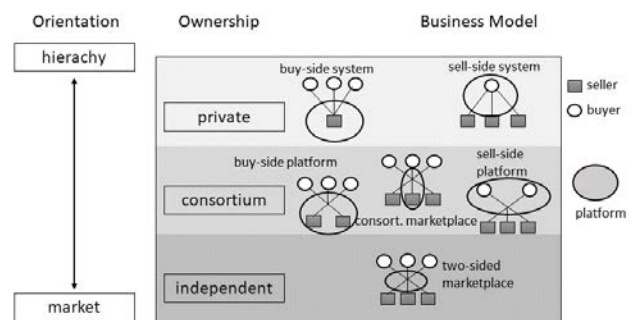 Orientation
Ownership
Business Model
hierachy
buy-side system
sell-side system
seller
buyer
private
buy-side platform
sell-side
platform
consortium
consort. marketplace
platform
independent
two-sided
marketplace
market